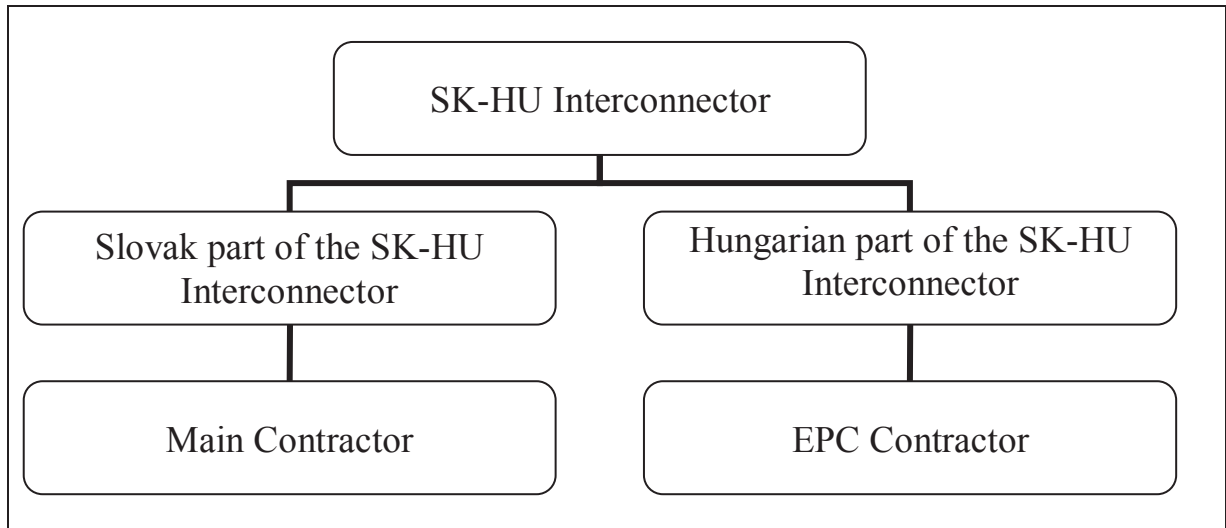 SK-HU Interconnector
Slovak part of the SK-HU
Interconnector
Hungarian part of the SK-HU
Interconnector
Main Contractor
EPC Contractor